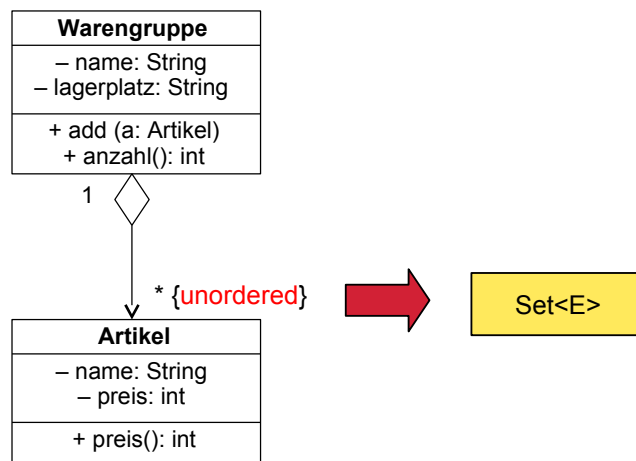 Warengruppe
– name: String
– lagerplatz: String
+ add (a: Artikel)
+ anzahl(): int
1
* {unordered}
Set<E>
Artikel
– name: String
– preis: int
+ preis(): int